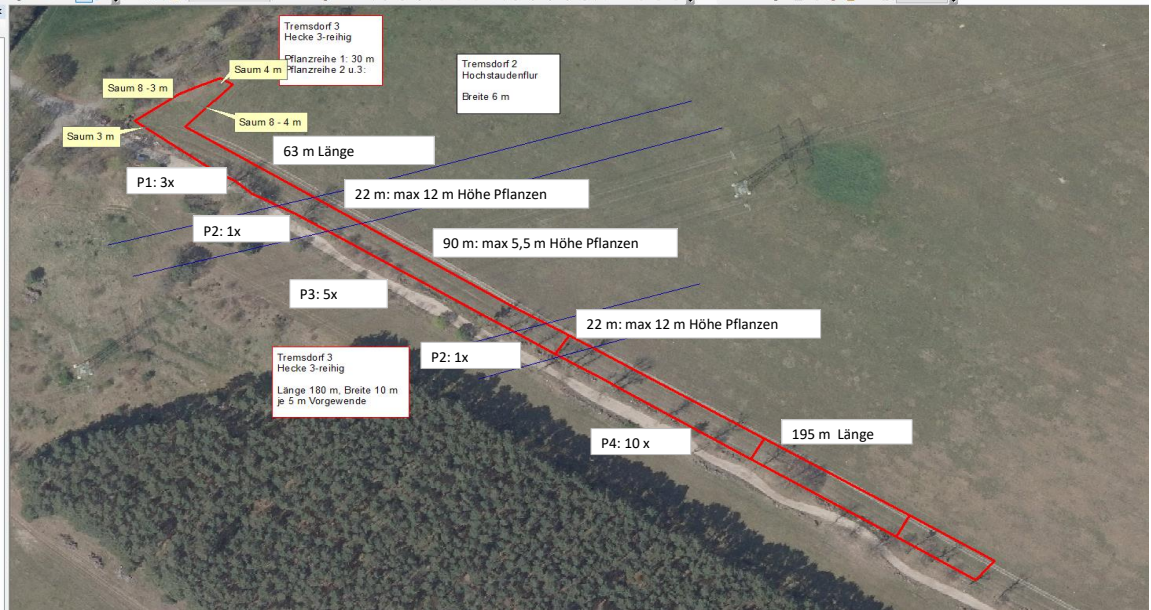 Tremsdorf 3
Hecke 3-reihig
Pflanzreihe 1: 30 m
Pflanzreihe 2 u.3:
Saum 4 m
Saum 8 -3 m
Saum 8 - 4 m
Saum 3 m
Tremsdorf 2
Hochstaudenflur
Breite 6 m
63 m Länge
P1: 3x
22 m: max 12 m Höhe Pflanzen
P2: 1x
90 m: max 5,5 m Höhe Pflanzen
P3: 5x
22 m: max 12 m Höhe Pflanzen
P2: 1x
Tremsdorf 3
Hecke 3-reihig
Länge 180 m, Breite 10 m
je 5 m Vorgewende
195 m  Länge
P4: 10 x